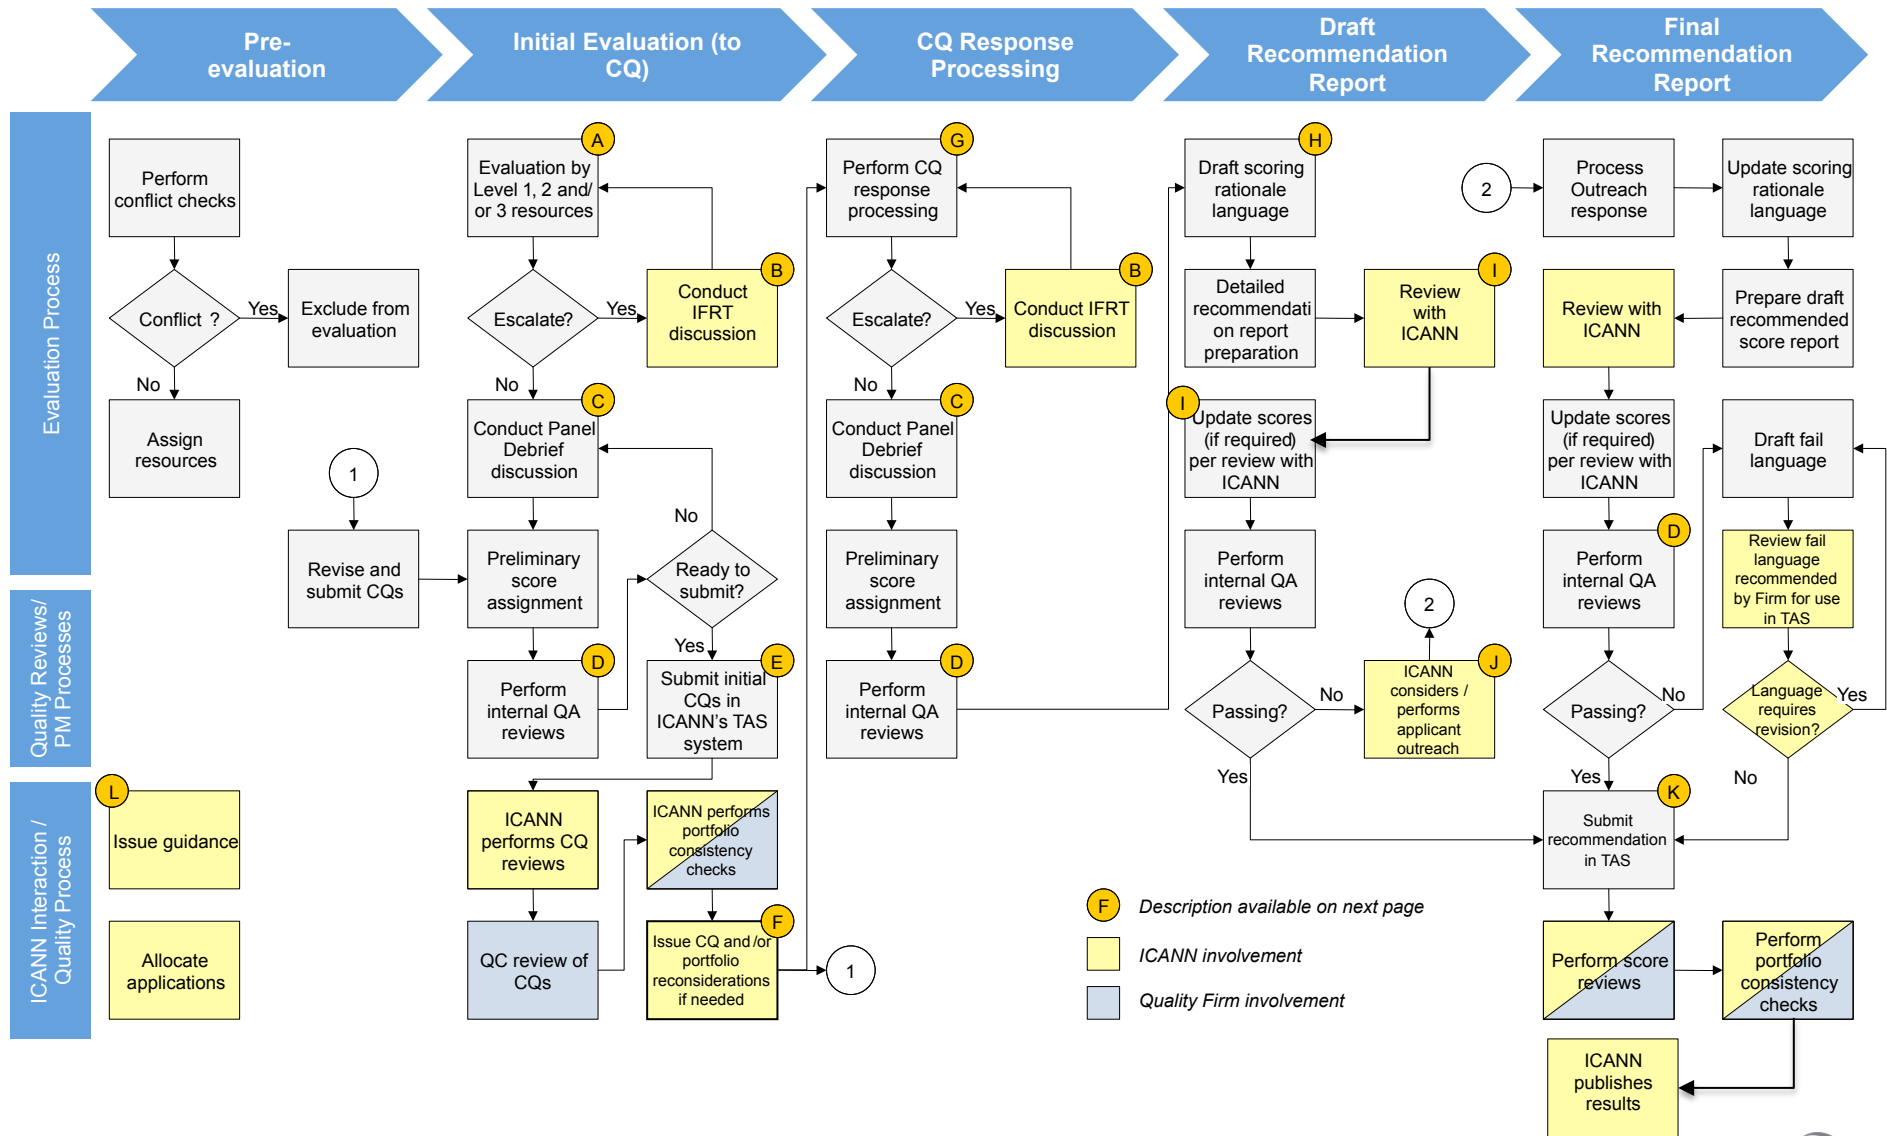 Pre-
evaluation
Initial Evaluation (to
CQ)
CQ Response
Processing
Draft
Recommendation
Report
Final
Recommendation
Report
Evaluation Process
Quality Reviews/
PM Processes
ICANN Interaction /
Quality Process
Perform
conflict checks
Conflict ?
Yes
Exclude from
evaluation
No
Assign
resources
1
Revise and
submit CQs
L
Issue guidance
Allocate
applications
A
Evaluation by
Level 1, 2 and/
or 3 resources
Escalate?
Yes
B
Conduct
IFRT
discussion
No
C
Conduct Panel
Debrief
discussion
Preliminary
score
assignment
No
Ready to
submit?
Yes
D
Perform
internal QA
reviews
E
Submit initial
CQs in
ICANN's TAS
system
ICANN
performs CQ
reviews
ICANN performs
portfolio
consistency
checks
QC review of
CQs
F
Issue CQ and /or
portfolio
reconsiderations
if needed
1
G
Perform CQ
response
processing
Escalate?
Yes
B
Conduct IFRT
discussion
No
C
Conduct Panel
Debrief
discussion
Preliminary
score
assignment
D
Perform
internal QA
reviews
H
Draft scoring
rationale
language
Detailed
recommendati
on report
preparation
I
Review
with
ICANN
I
Update scores
(if required)
per review with
ICANN
Perform
internal QA
reviews
2
Passing?
No
J
ICANN
considers /
performs
applicant
outreach
Yes
2
Process
Outreach
response
Update scoring
rationale
language
Review with
ICANN
Prepare draft
recommended
score report
Update scores
(if required)
per review with
ICANN
Draft fail
language
D
Perform
internal QA
reviews
Review fail
language
recommended
by Firm for use
in TAS
Passing?
No
Language
requires
revision?
Yes
Yes
No
K
Submit
recommendation
in TAS
Perform score
reviews
Perform
portfolio
consistency
checks
ICANN
publishes
results
F
Description available on next page
ICANN involvement
Quality Firm involvement